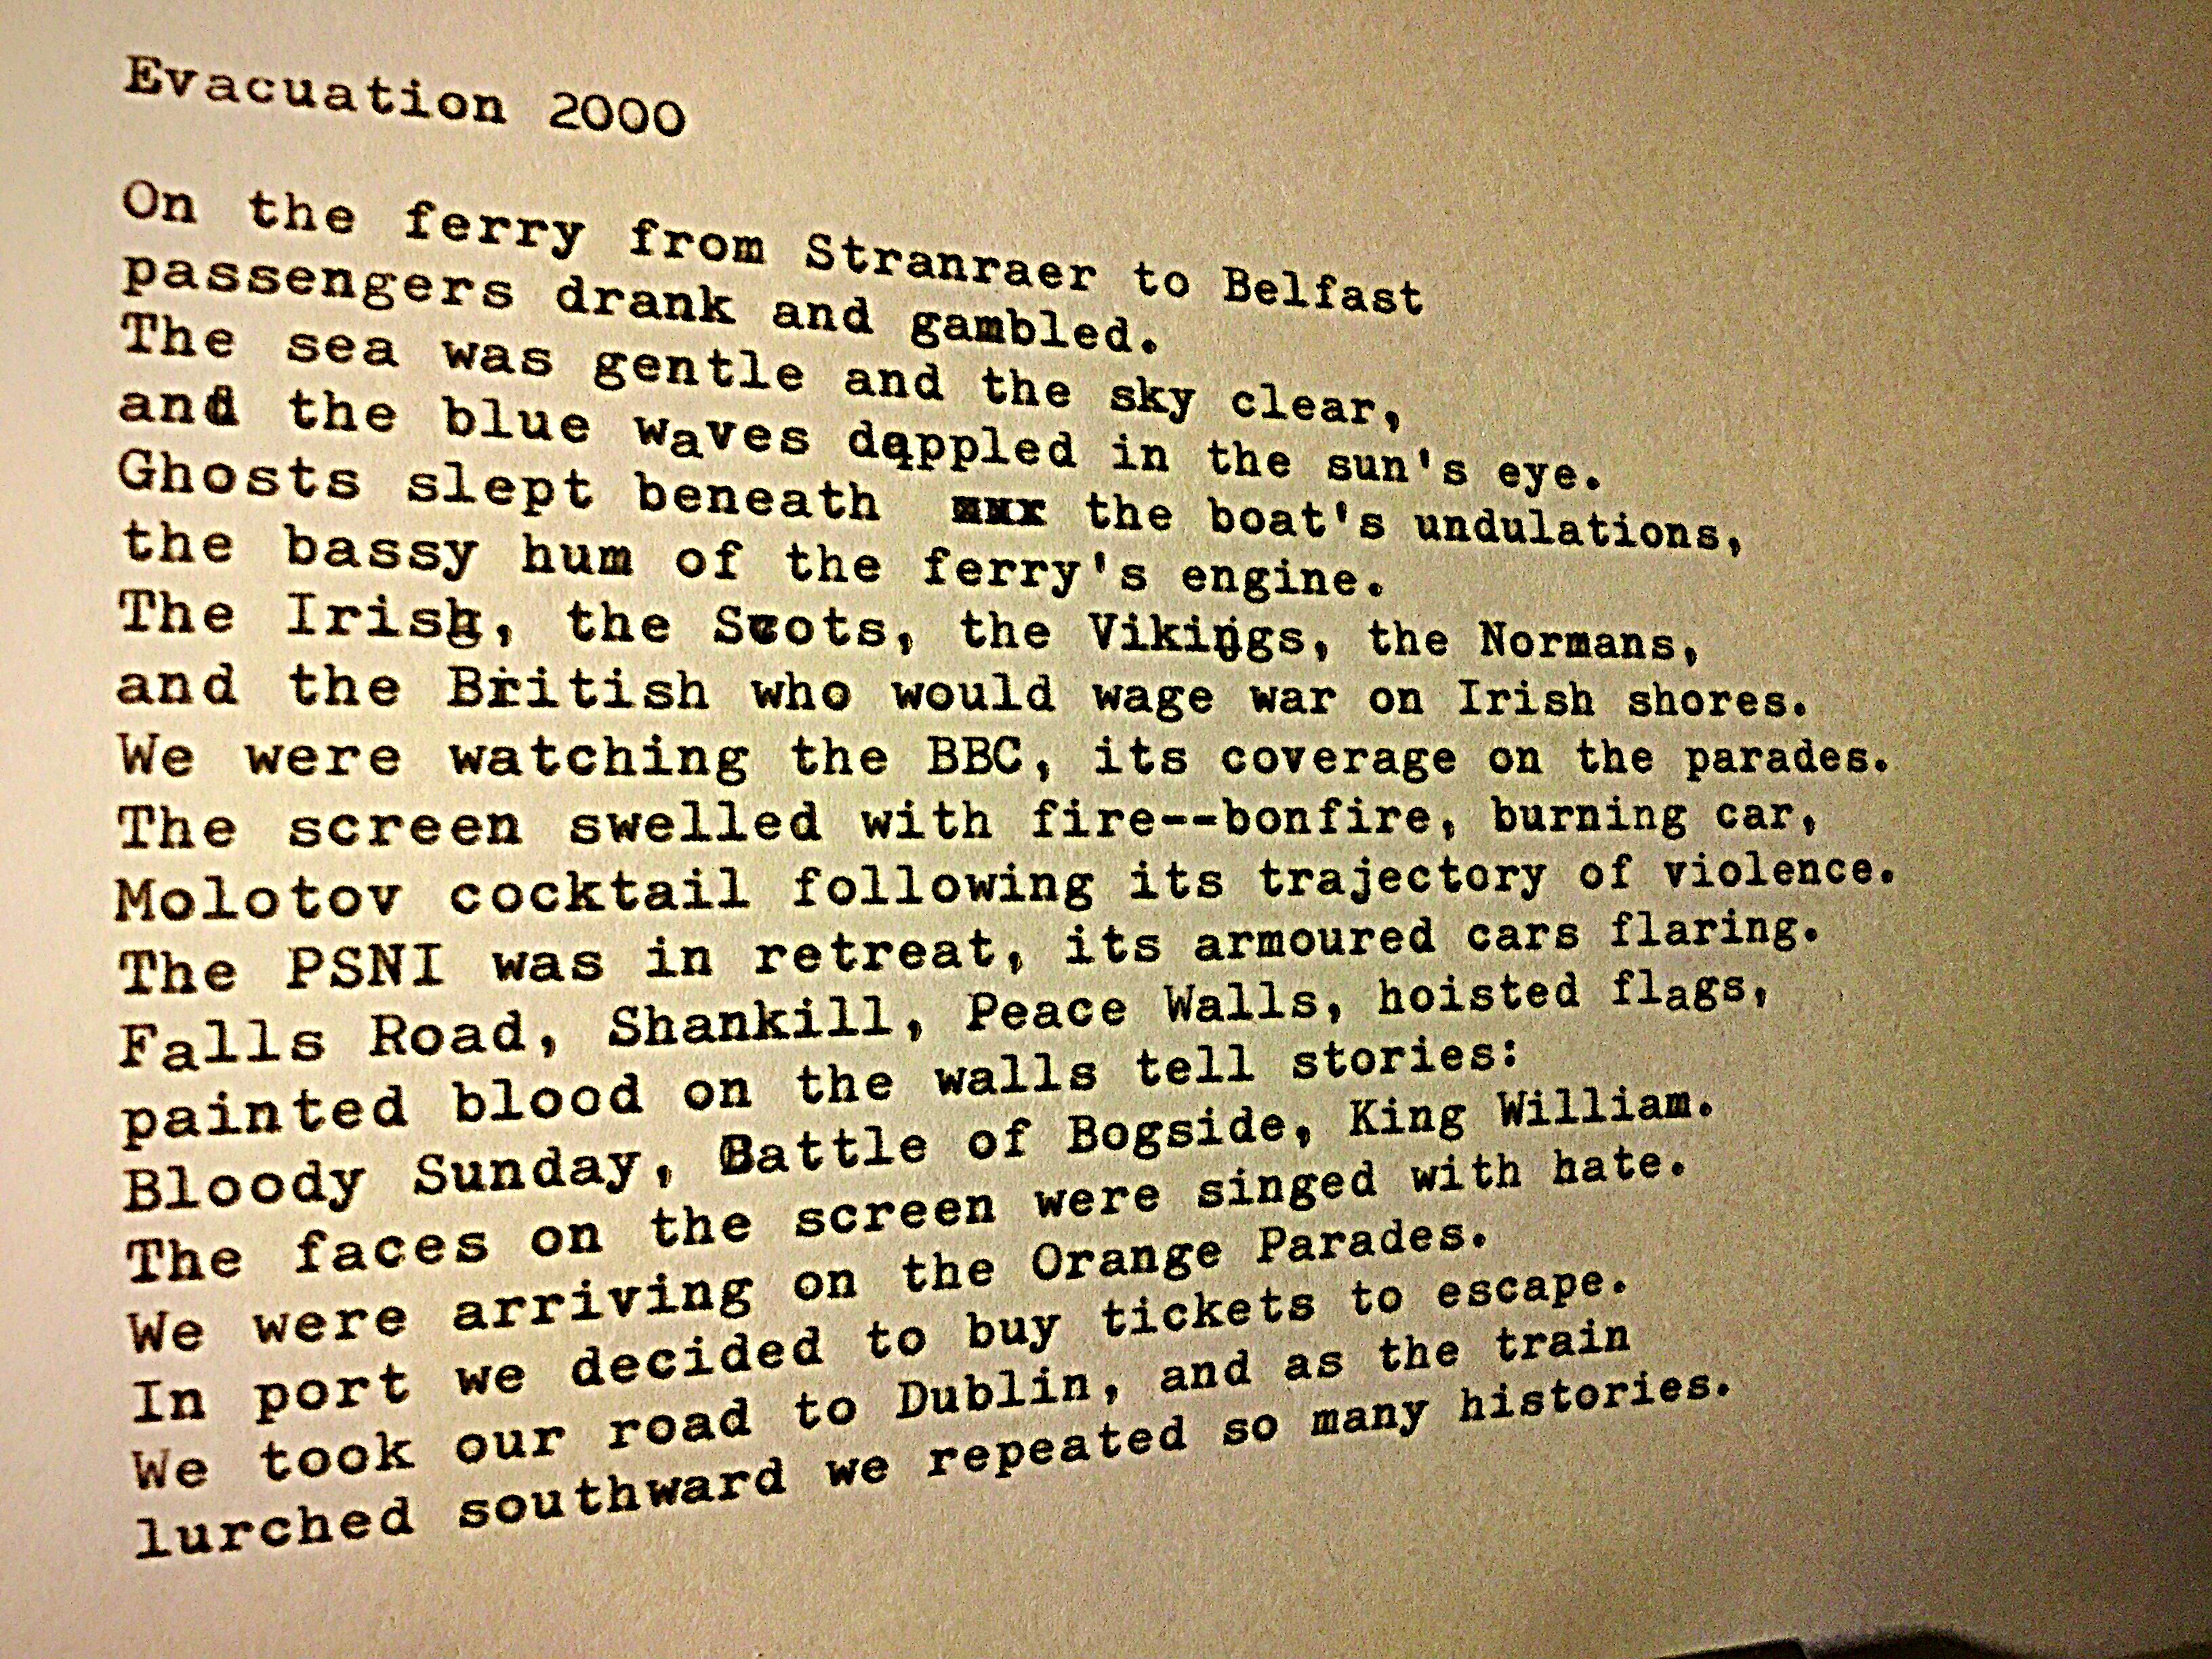 Evacuation 2000
On the ferry from Stranraer to Belfast
passengers drank and gambled.
The sea was gentle and the sky clear,
and the blue waves dappled in the sun's eye.
Ghosts slept beneath the boat's undulations,
the bassy hum of the ferry's engine.
The Irish, the Scots, the Vikings, the Normans,
and the British who would wage war on Irish shores.
We were watching the BBC, its coverage on the parades.
The screen swelled with fire--bonfire, burning car,
Molotov cocktail following its trajectory of violence.
The PSNI was in retreat, its armoured cars flaring.
Falls Road, Shankill, Peace Walls, hoisted flags,
painted blood on the walls tell stories:
Bloody Sunday, Battle of Bogside, King William.
The faces on the screen were singed with hate.
We were arriving on the Orange Parades.
In port we decided to buy tickets to escape.
We took our road to Dublin, and as the train
lurched southward we repeated so many histories.